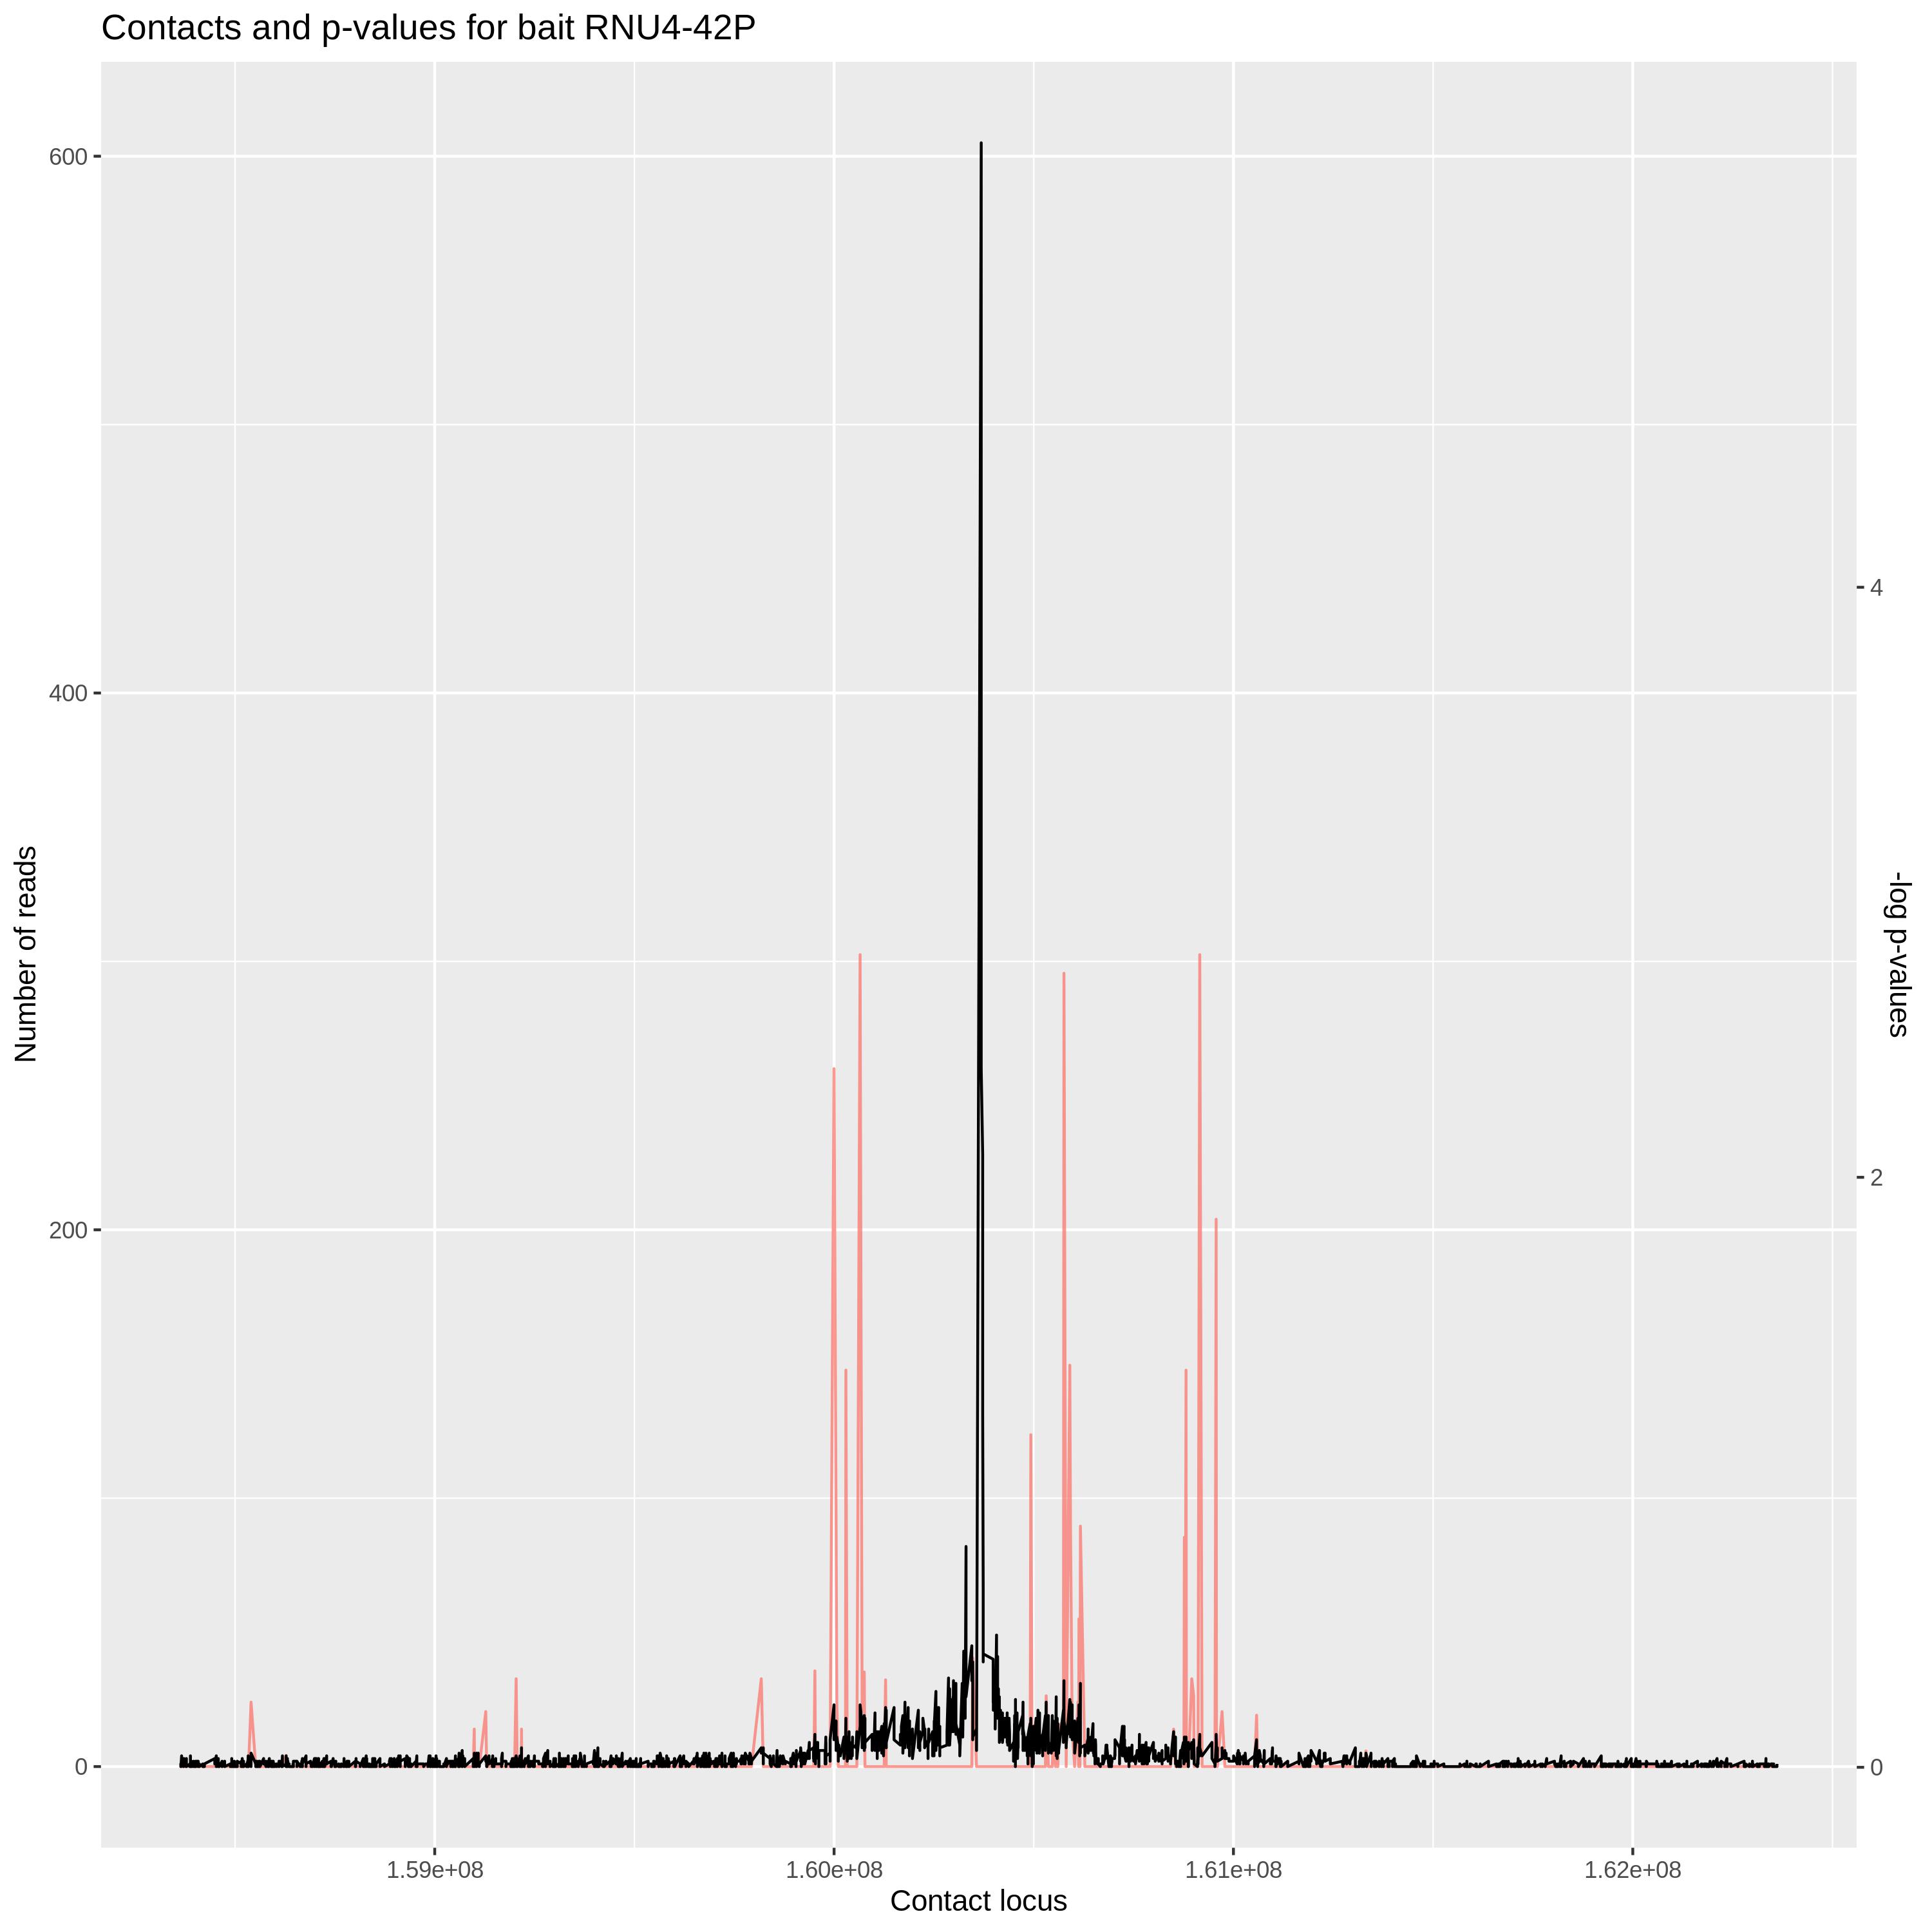 Contacts and p-values for bait RNU4-42P
600
400
200
0
Number of reads
4
2
0
-log p-values
1.59e+08
1.60e+08
1.61e+08
1.62e+08
Contact locus